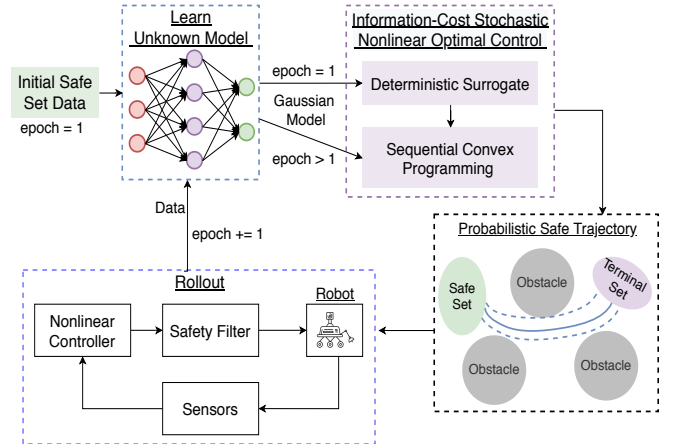 Learn
Unknown Model
Information-Cost Stochastic
Nonlinear Optimal Control
Initial Safe
Set Data
epoch = 1
epoch = 1
Gaussian
Model
epoch > 1
Deterministic Surrogate
Sequential Convex
Programming
Data
epoch += 1
Probabilistic Safe Trajectory
Safe
Set
Obstacle
Terminal
Set
Obstacle
Obstacle
Rollout
Nonlinear
Controller
Safety Filter
Robot
Sensors